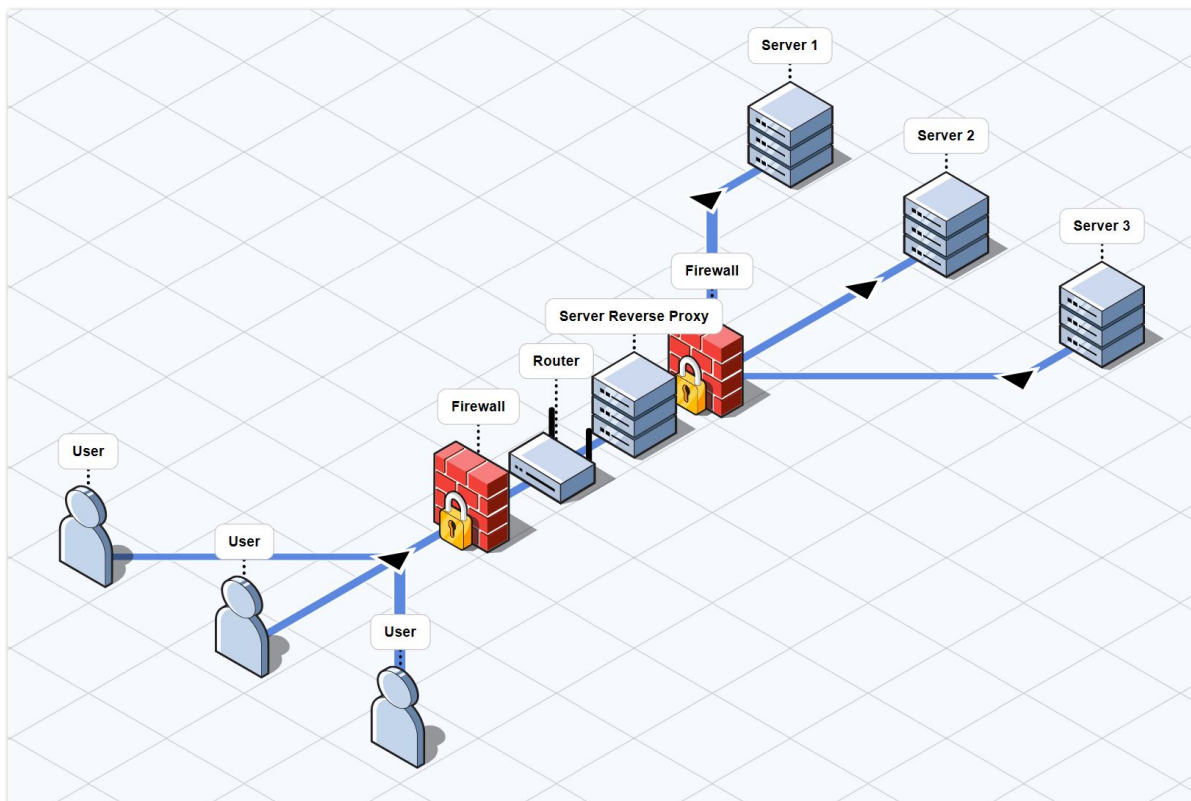 Server 1
Server 2
Server 3
Firewall
Server Reverse Proxy
Router
Firewall
User
User
User